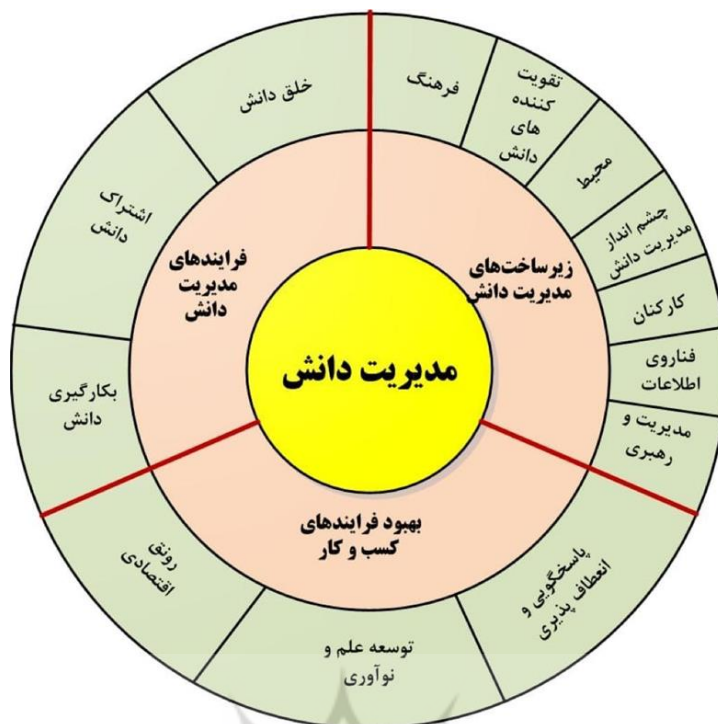 مدیریت دانش
زیرساخت‌های
مدیریت دانش
فرهنگ
تقویت
کننده
های
دانش
محیط
چشم انداز
مدیریت دانش
کارکنان
فناروی
اطلاعات
مدیریت و
رهبری
بهبود فرایندهای
کسب و کار
پاسخگویی و
انعطاف پذیری
توسعه علم و
نوآوری
رونق
اقتصادی
فرایندهای
مدیریت
دانش
بکارگیری
دانش
اشتراک
دانش
خلق دانش